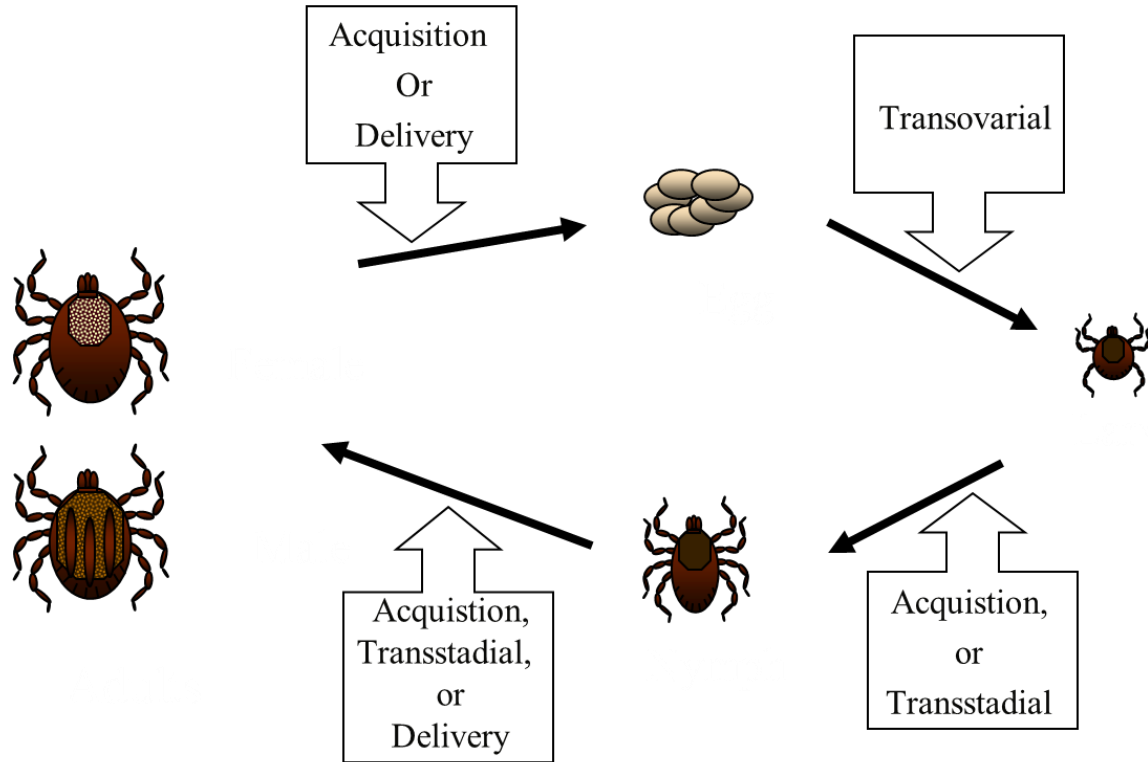 Acquisition
Or
Delivery
Transovarial
Acquistion,
Transstadial,
or
Delivery
Acquistion,
or
Transstadial